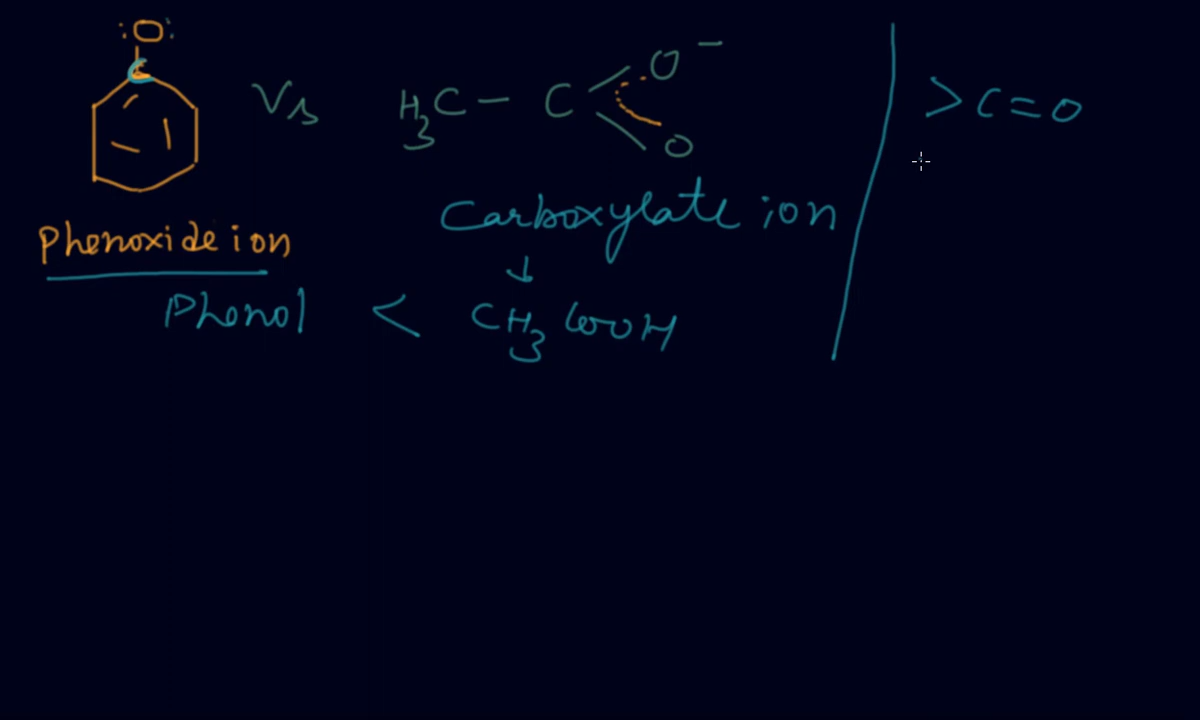 :Ö:
C
Vs H3C - C O⁻
O
>C=O
Carboxylate ion
Phenoxide ion
↓
Phenol < CH3COOH